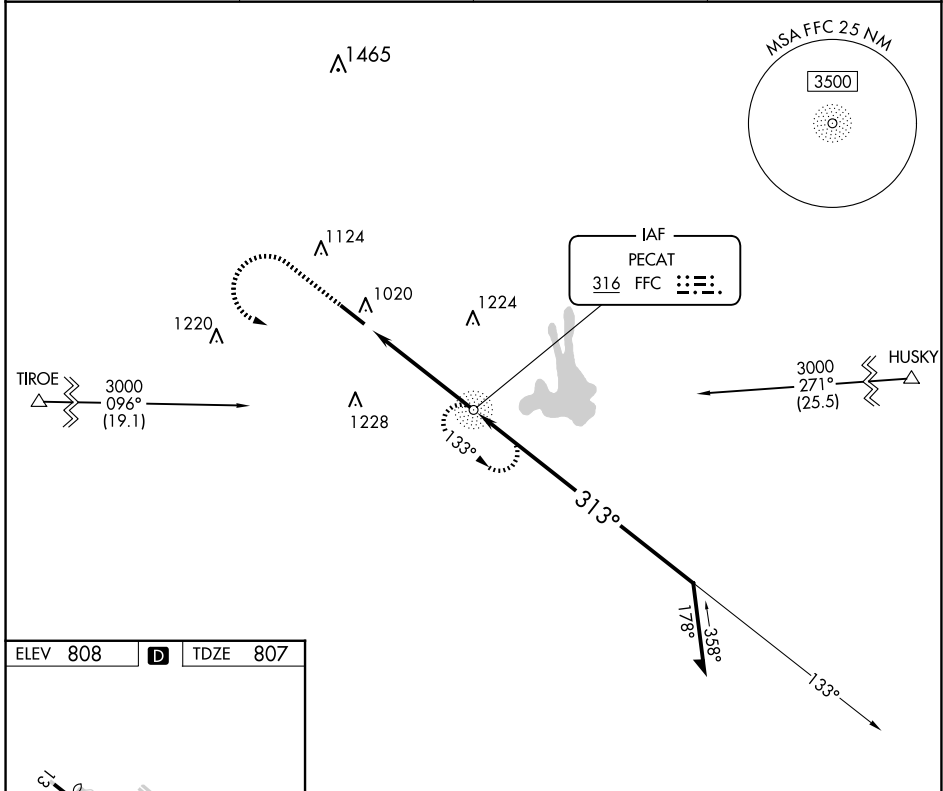 MSA FFC 25 NM
3500
1465
1124
1020
1220
1224
1228
IAF
PECAT
316 FFC
TIROE
3000
096°
(19.1)
HUSKY
3000
271°
(25.5)
133°
313°
178°
358°
133°
ELEV 808
D
TDZE 807
13